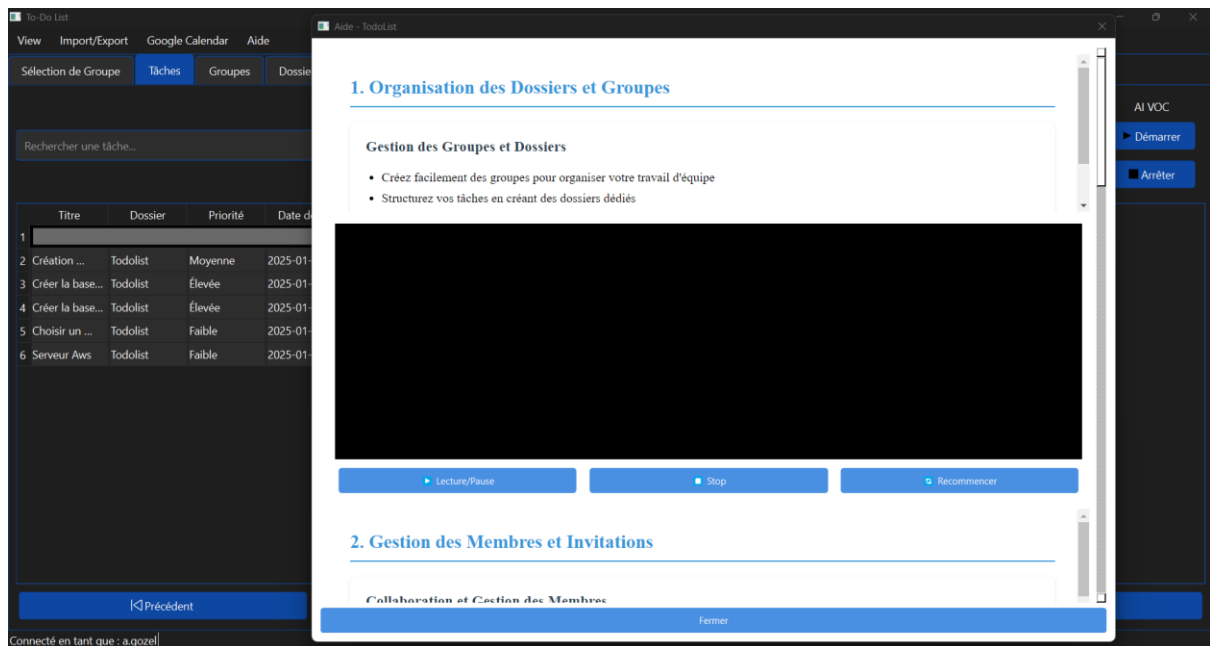 To-Do List
View Import/Export Google Calendar Aide
Sélection de Groupe Tâches Groupes Dossie
Rechercher une tâche...
Titre Dossier Priorité Date d
1
2 Création ... Todolist Moyenne 2025-01-
3 Créer la base... Todolist Élevée 2025-01-
4 Créer la base... Todolist Élevée 2025-01-
5 Choisir un ... Todolist Faible 2025-01-
6 Serveur Aws Todolist Faible 2025-01-
Précédent
Connecté en tant que : a.gozel
Aide - TodoList
1. Organisation des Dossiers et Groupes
Gestion des Groupes et Dossiers
• Créez facilement des groupes pour organiser votre travail d'équipe
• Structurez vos tâches en créant des dossiers dédiés
Lecture/Pause Stop Recommencer
2. Gestion des Membres et Invitations
Collaboration et Gestion des Membres
Fermer
AI VOC
Démarrer
Arrêter